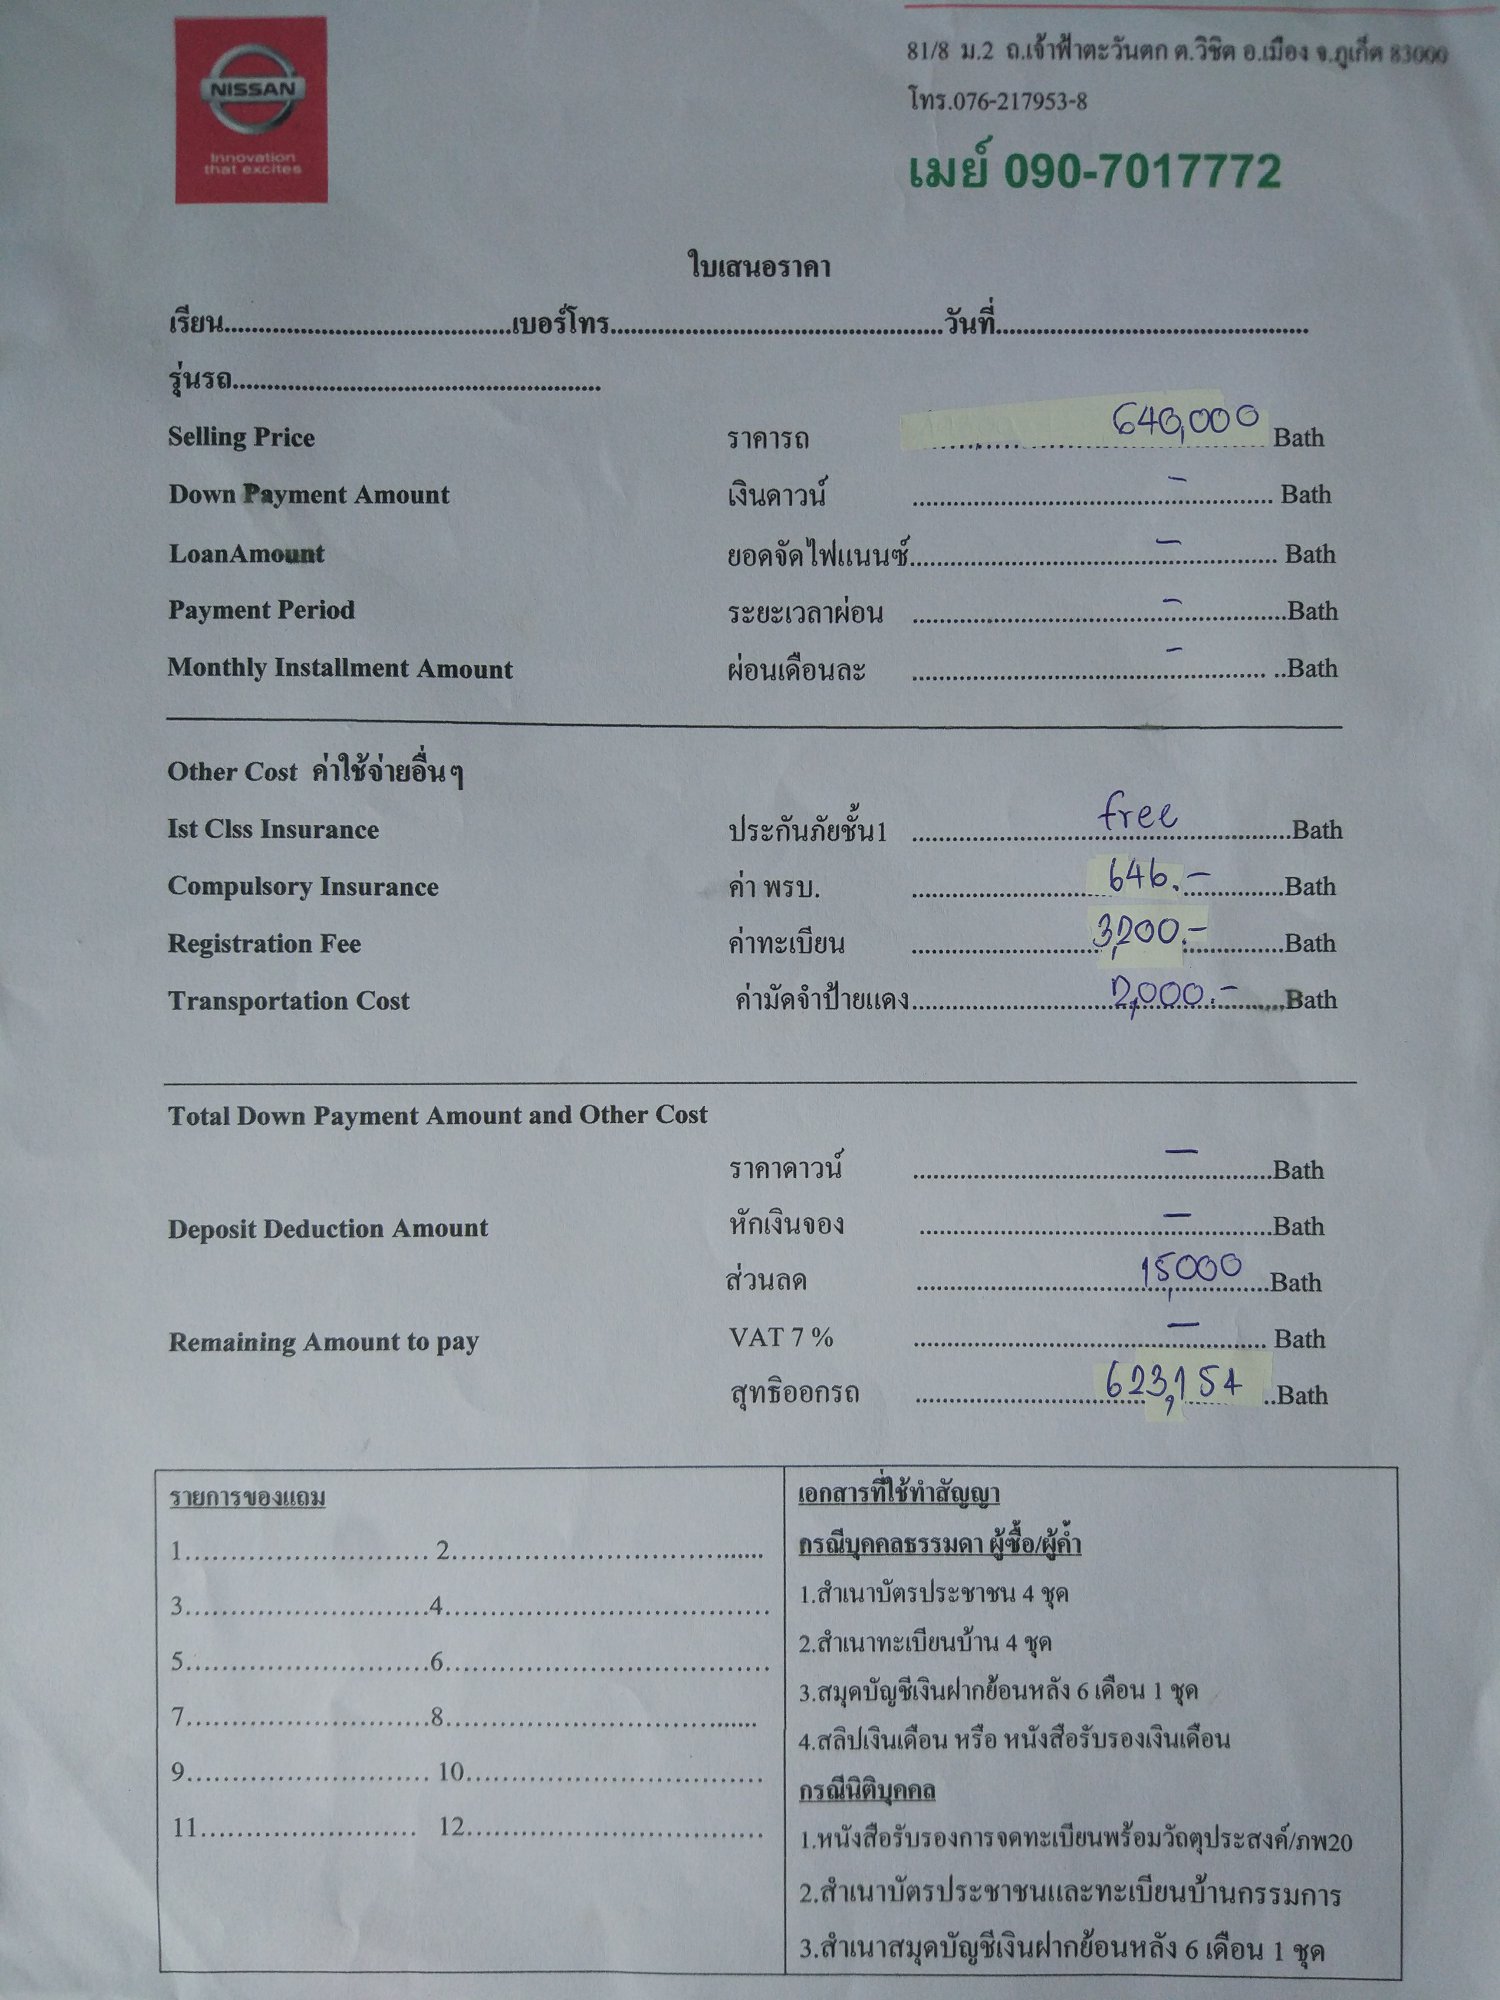 NISSAN
Innovation
that excites
81/8 ม.2 ถ.เจ้าฟ้าตะวันตก ต.วิชิต อ.เมือง จ.ภูเก็ต 83000
โทร.076-217953-8
เมย์ 090-7017772
ใบเสนอราคา
เรียน..........................................เบอร์โทร................................................วันที่.............................................
รุ่นรถ.....................................................
Selling Price ราคารถ 640,000 Bath
Down Payment Amount เงินดาวน์ - Bath
LoanAmount ยอดจัดไฟแนนซ์ - Bath
Payment Period ระยะเวลาผ่อน - Bath
Monthly Installment Amount ผ่อนเดือนละ - Bath
Other Cost ค่าใช้จ่ายอื่นๆ
Ist Clss Insurance ประกันภัยชั้น1 free Bath
Compulsory Insurance ค่า พรบ. 646.- Bath
Registration Fee ค่าทะเบียน 3,200.- Bath
Transportation Cost ค่ามัดจำป้ายแดง 2,000.- Bath
Total Down Payment Amount and Other Cost
ราคาดาวน์ - Bath
Deposit Deduction Amount หักเงินจอง - Bath
ส่วนลด 15,000 Bath
Remaining Amount to pay VAT 7 % - Bath
สุทธิออกรถ 623,154 Bath
รายการของแถม
1........................... 2...................................
3...........................4...................................
5...........................6...................................
7...........................8...................................
9........................... 10.................................
11........................ 12.................................
เอกสารที่ใช้ทำสัญญา
กรณีบุคคลธรรมดา ผู้ซื้อ/ผู้ค้ำ
1.สำเนาบัตรประชาชน 4 ชุด
2.สำเนาทะเบียนบ้าน 4 ชุด
3.สมุดบัญชีเงินฝากย้อนหลัง 6 เดือน 1 ชุด
4.สลิปเงินเดือน หรือ หนังสือรับรองเงินเดือน
กรณีนิติบุคคล
1.หนังสือรับรองการจดทะเบียนพร้อมวัถตุประสงค์/ภพ20
2.สำเนาบัตรประชาชนและทะเบียนบ้านกรรมการ
3.สำเนาสมุดบัญชีเงินฝากย้อนหลัง 6 เดือน 1 ชุด